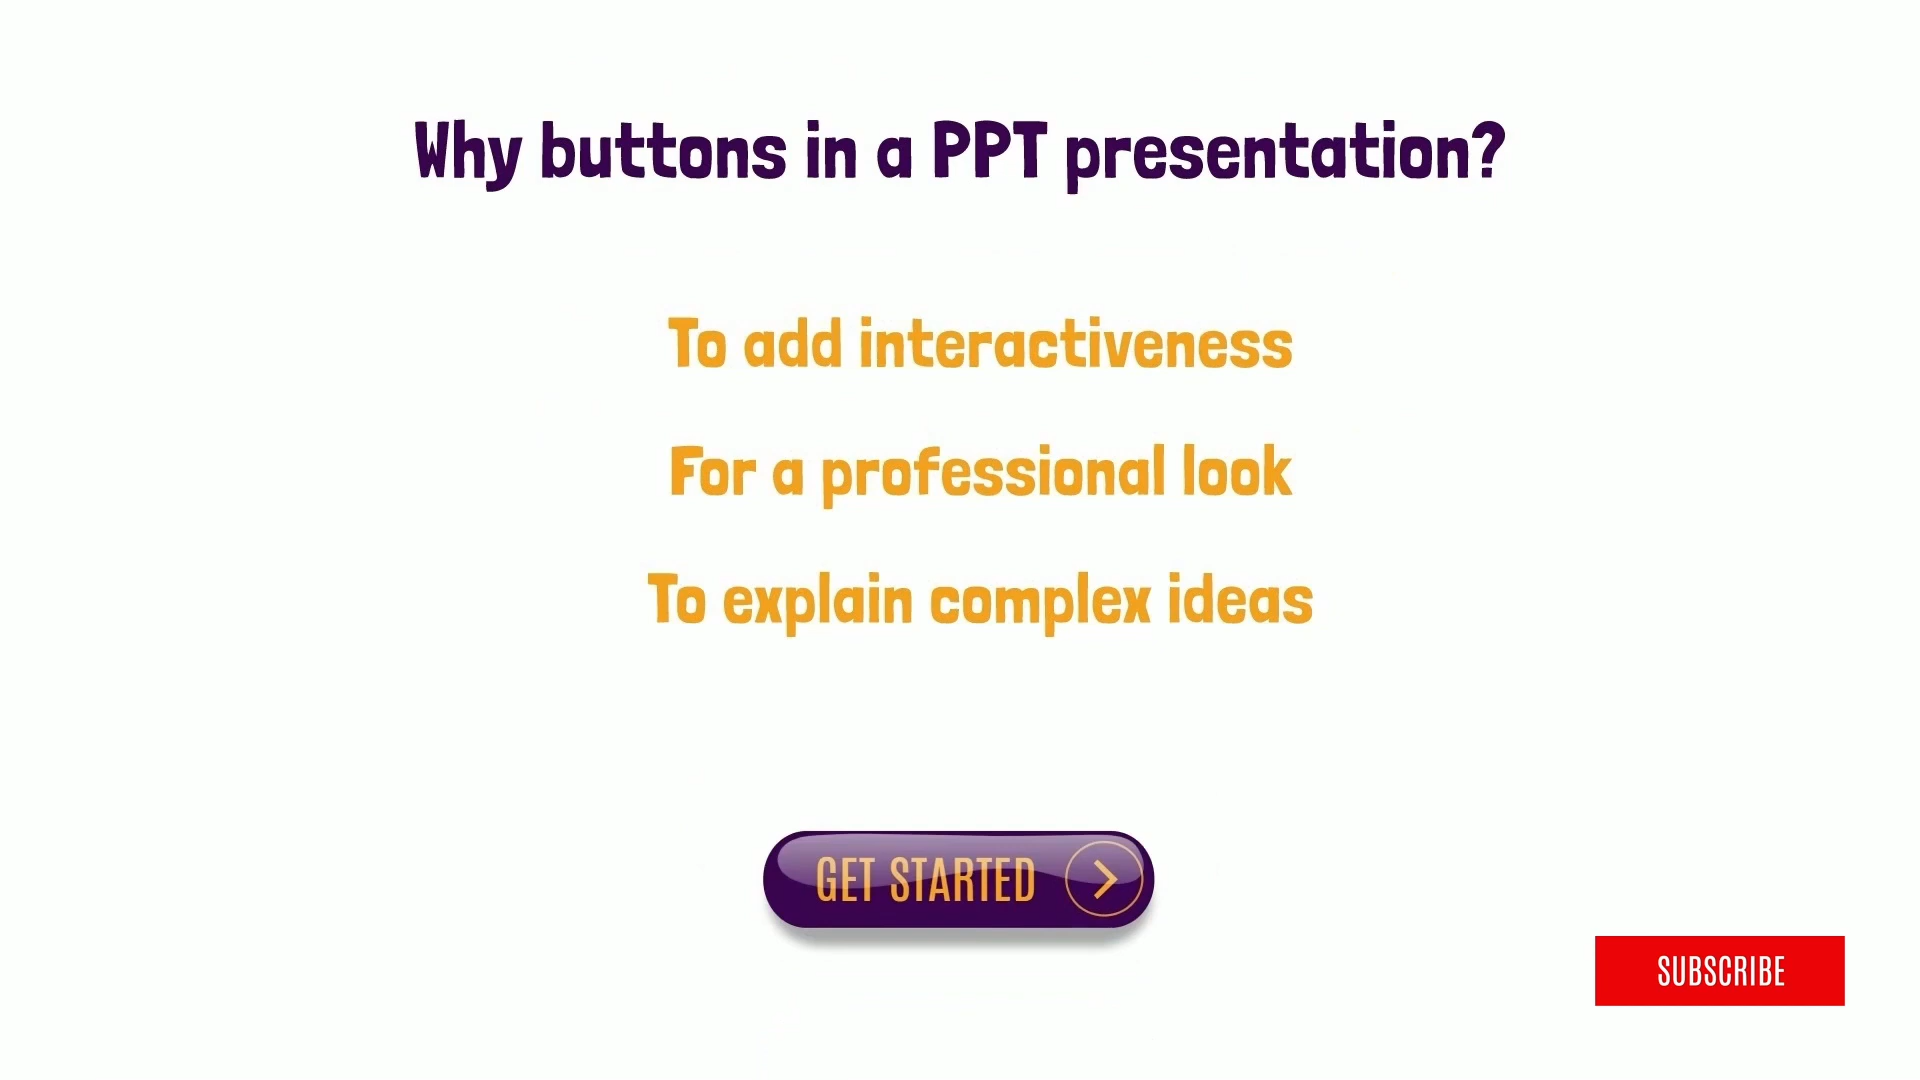 Why buttons in a PPT presentation?
To add interactiveness
For a professional look
To explain complex ideas
GET STARTED
SUBSCRIBE